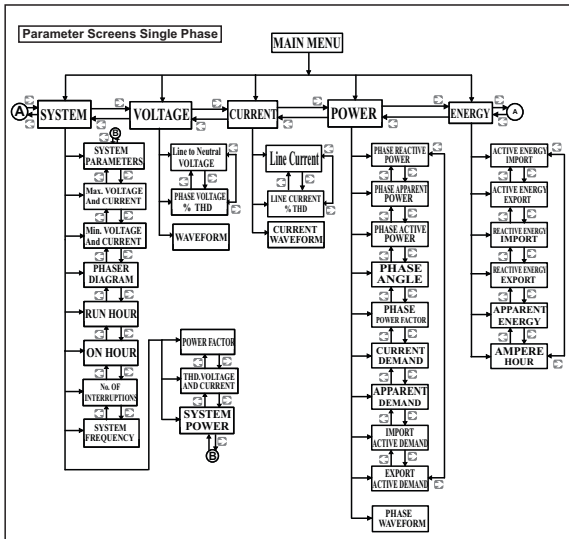 Parameter Screens Single Phase
MAIN MENU
A
SYSTEM
VOLTAGE
CURRENT
POWER
ENERGY
A
B
SYSTEM
PARAMETERS
Max. VOLTAGE
And CURRENT
Min. VOLTAGE
And CURRENT
PHASER
DIAGRAM
RUN HOUR
ON HOUR
No. OF
INTERRUPTIONS
SYSTEM
FREQUENCY
POWER FACTOR
THD.VOLTAGE
AND CURRENT
SYSTEM
POWER
B
Line to Neutral
VOLTAGE
PHASE VOLTAGE
% THD
WAVEFORM
Line Current
LINE CURRENT
% THD
CURRENT
WAVEFORM
PHASE REACTIVE
POWER
PHASE APPARENT
POWER
PHASE ACTIVE
POWER
PHASE
ANGLE
PHASE
POWER FACTOR
CURRENT
DEMAND
APPARENT
DEMAND
IMPORT
ACTIVE DEMAND
EXPORT
ACTIVE DEMAND
PHASE
WAVEFORM
ACTIVE ENERGY
IMPORT
ACTIVE ENERGY
EXPORT
REACTIVE ENERGY
IMPORT
REACTIVE ENERGY
EXPORT
APPARENT
ENERGY
AMPERE
HOUR